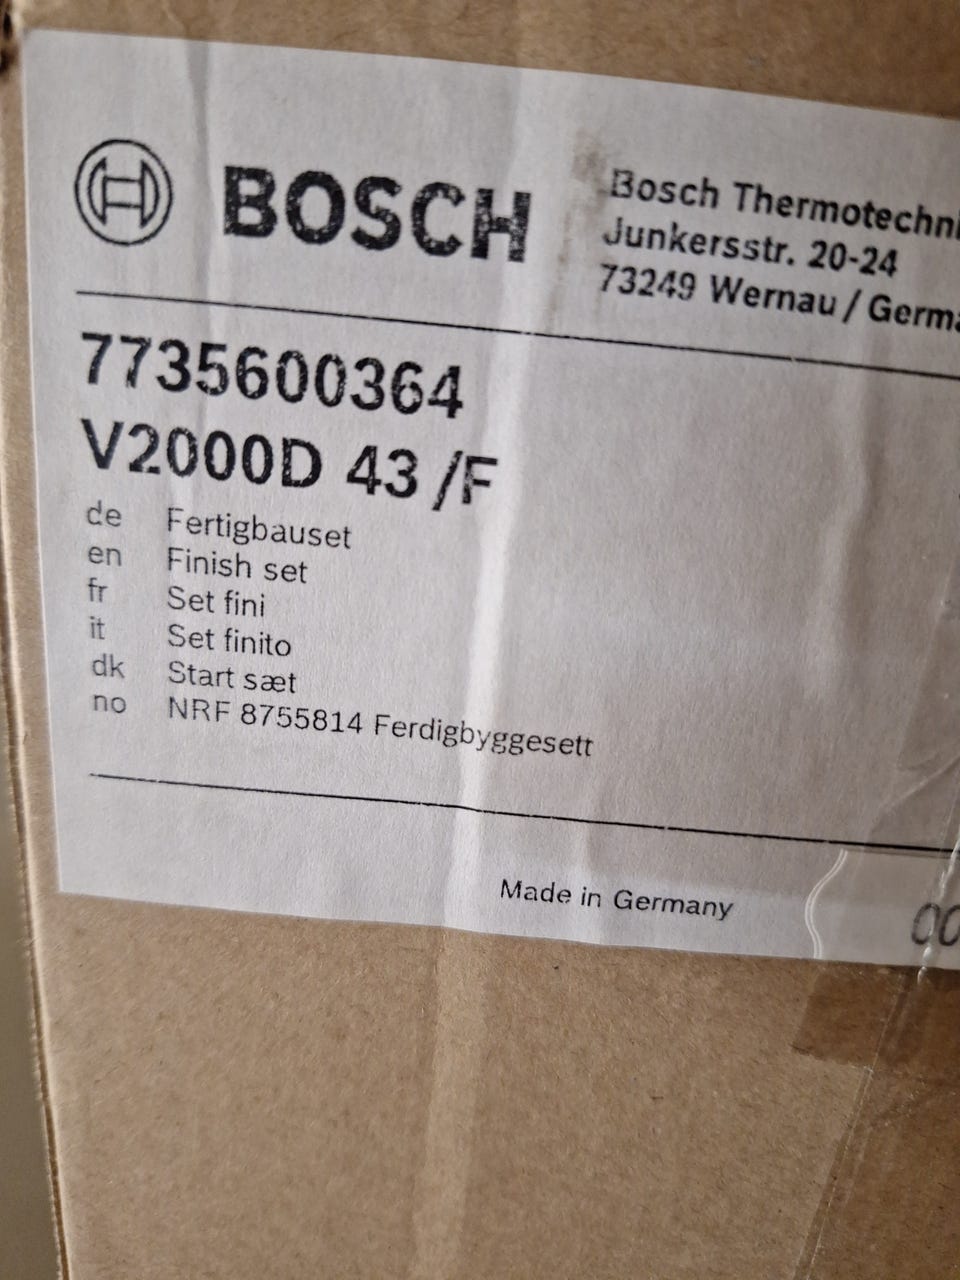 BOSCH
Bosch Thermotechni
Junkersstr. 20-24
73249 Wernau / Germa
7735600364
V2000D 43 /F
de Fertigbauset
en Finish set
fr Set fini
it Set finito
dk Start sæt
no NRF 8755814 Ferdigbyggesett
Made in Germany
00